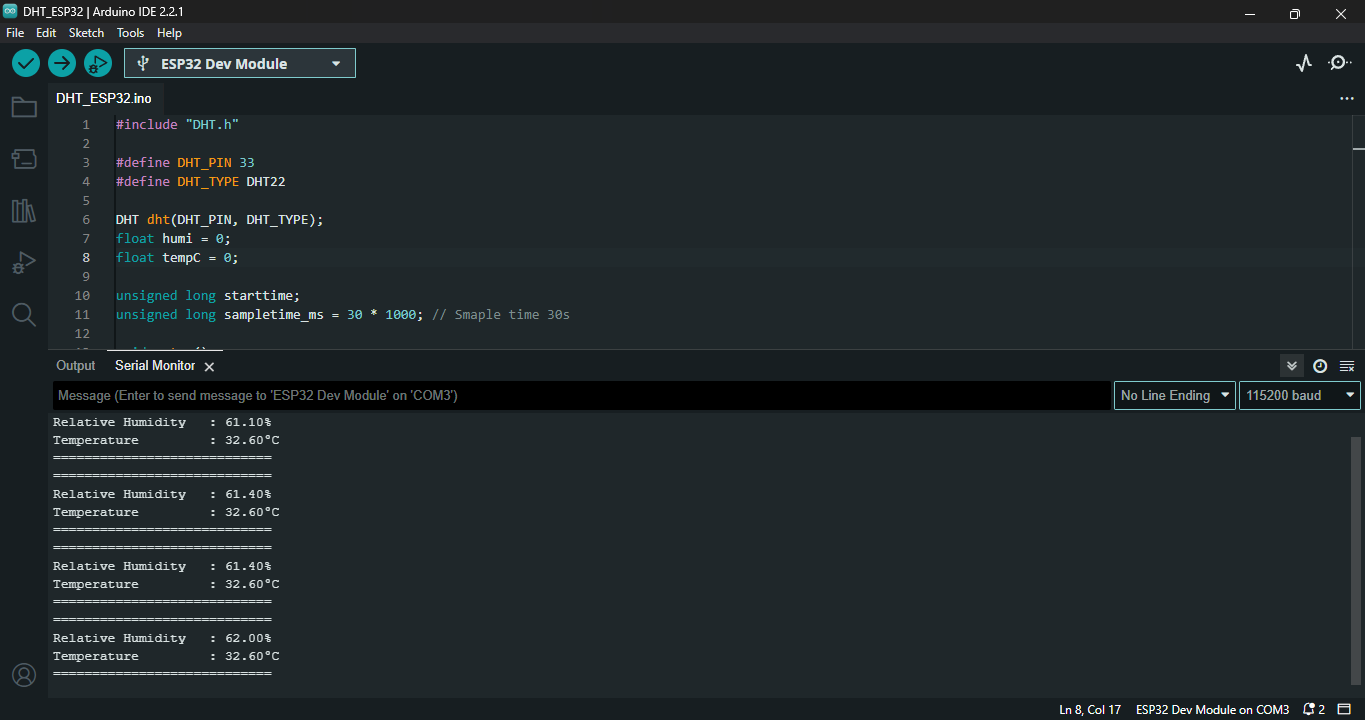 DHT_ESP32 | Arduino IDE 2.2.1
File Edit Sketch Tools Help
ESP32 Dev Module
DHT_ESP32.ino
1 #include "DHT.h"
2
3 #define DHT_PIN 33
4 #define DHT_TYPE DHT22
5
6 DHT dht(DHT_PIN, DHT_TYPE);
7 float humi = 0;
8 float tempC = 0;
9
10 unsigned long starttime;
11 unsigned long sampletime_ms = 30 * 1000; // Smaple time 30s
12
Output Serial Monitor
Message (Enter to send message to 'ESP32 Dev Module' on 'COM3')
No Line Ending 115200 baud
Relative Humidity : 61.10%
Temperature : 32.60°C
============================
============================
Relative Humidity : 61.40%
Temperature : 32.60°C
============================
============================
Relative Humidity : 61.40%
Temperature : 32.60°C
============================
============================
Relative Humidity : 62.00%
Temperature : 32.60°C
============================
Ln 8, Col 17 ESP32 Dev Module on COM3 2